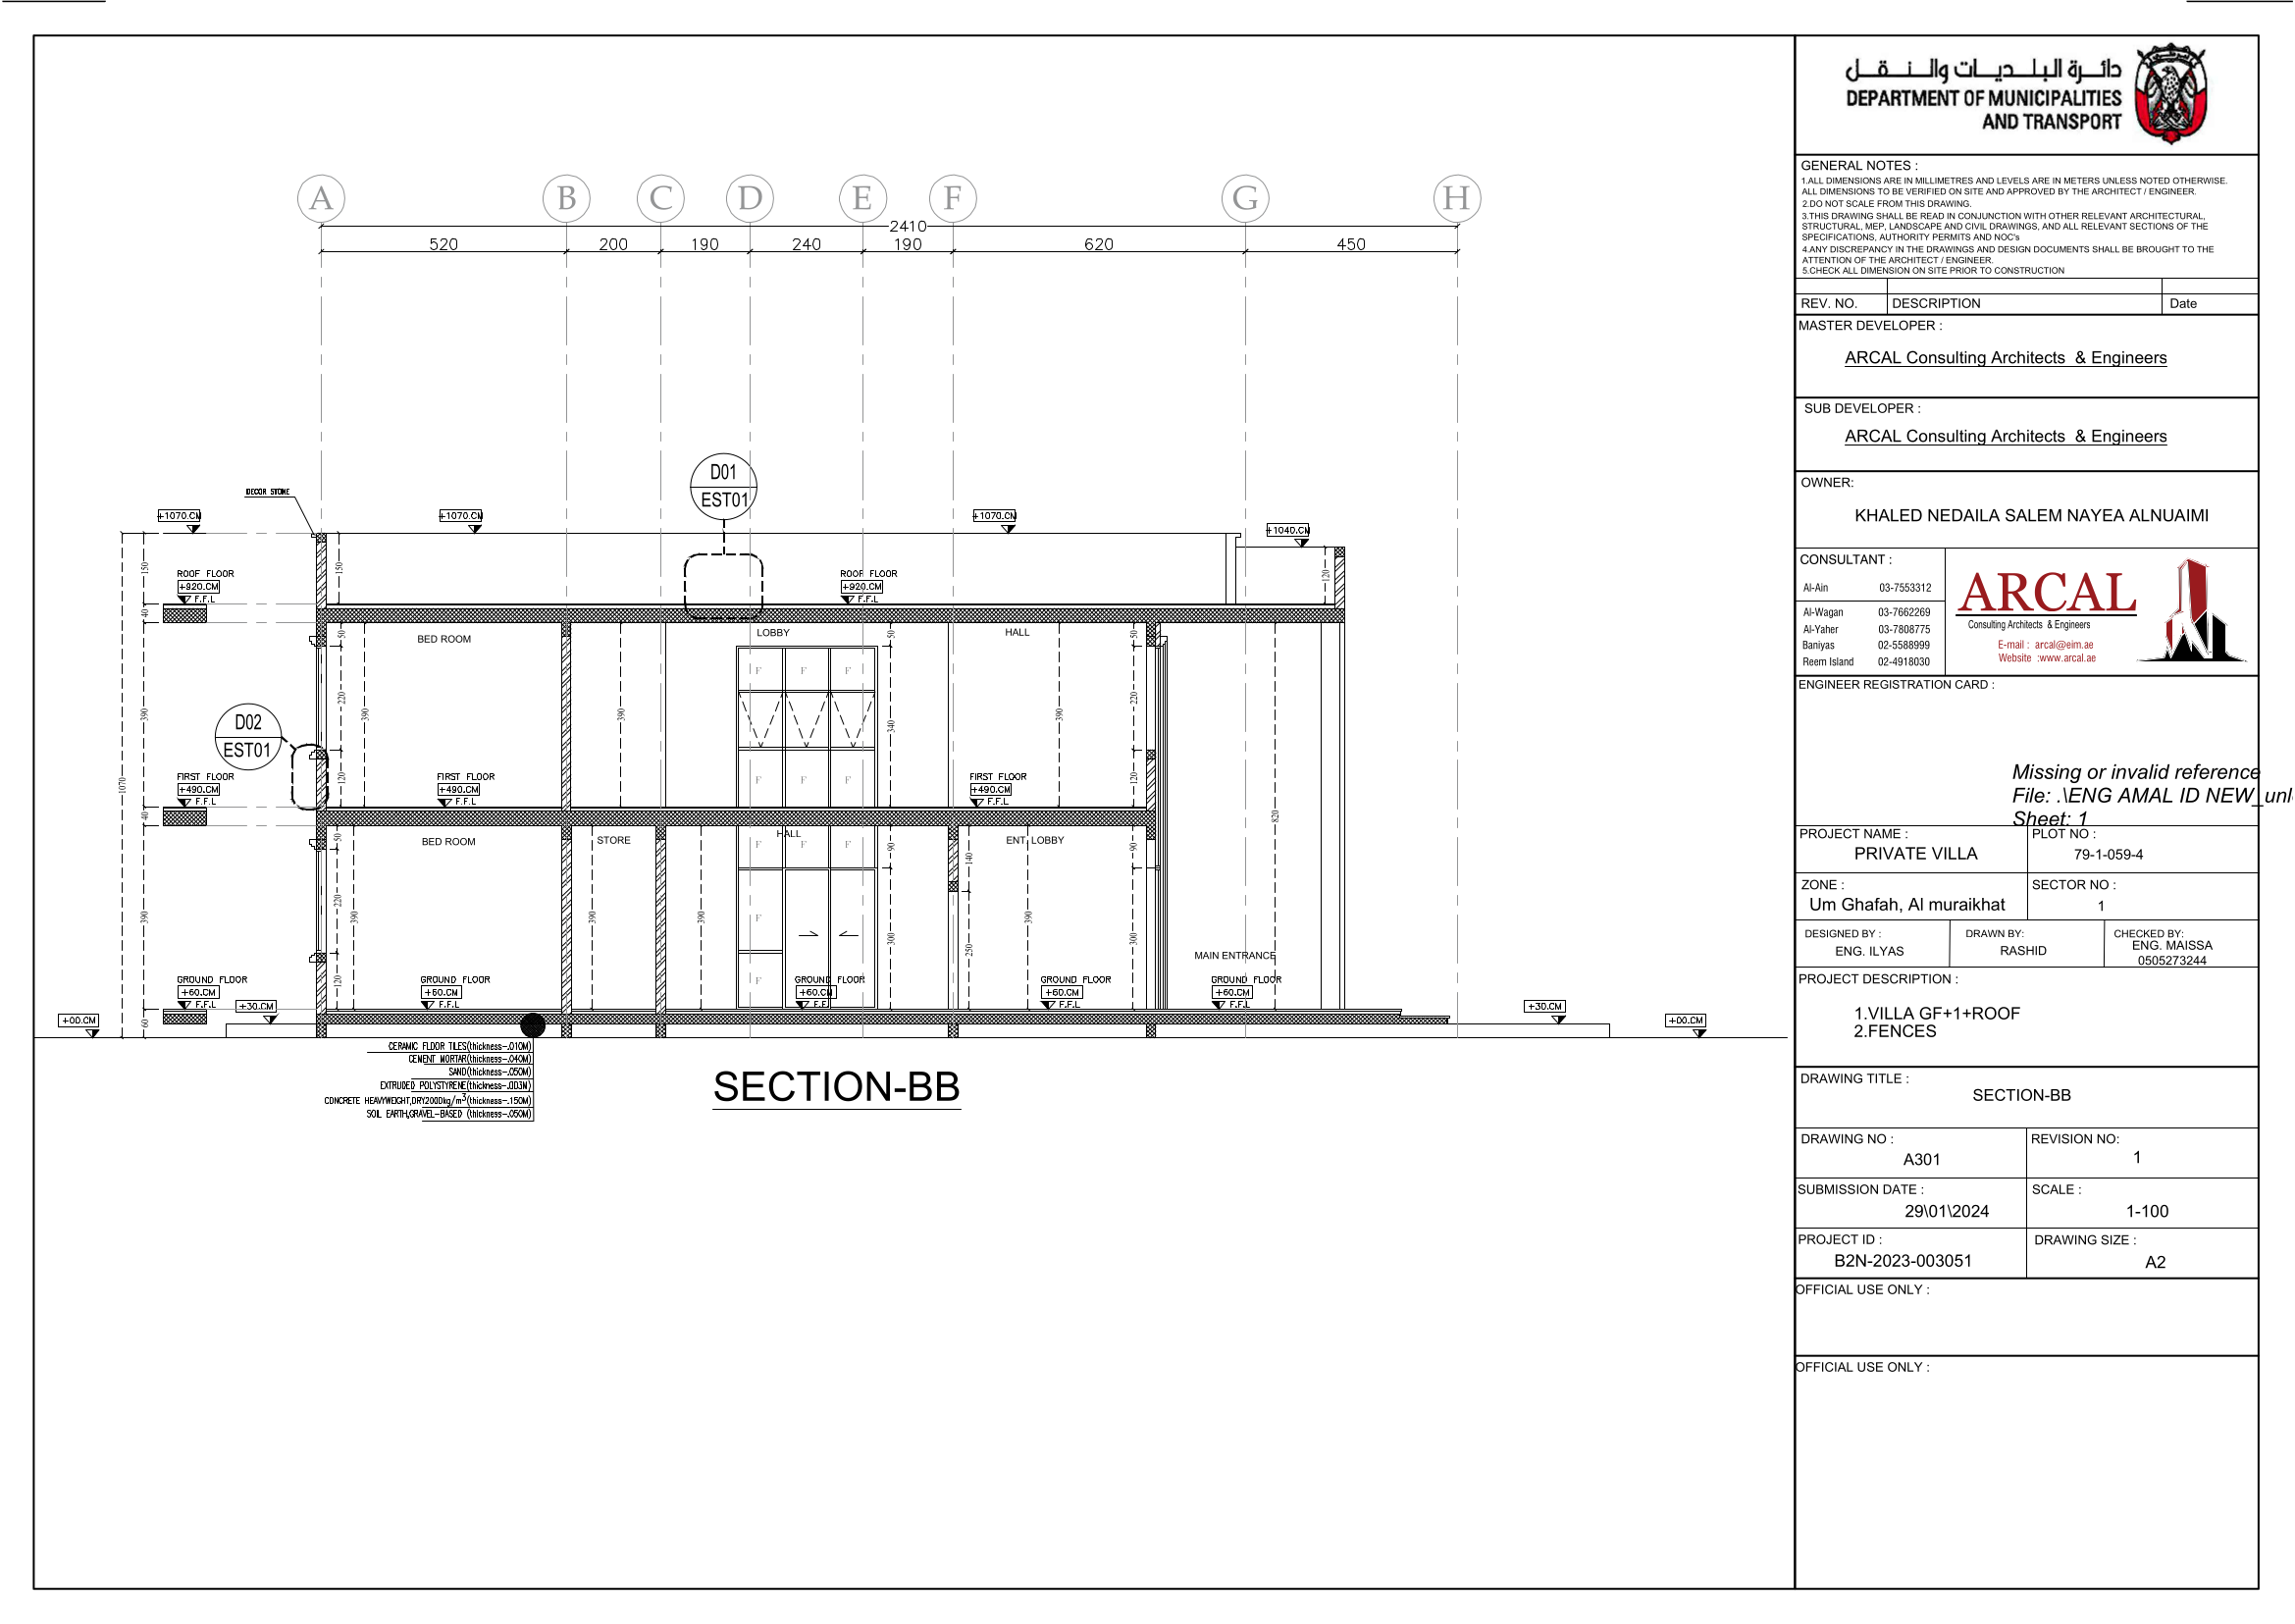 A
B
C
D
E
F
G
H
2410
520
200
190
240
190
620
450
D01
EST01
DECOR STONE
+1070.CM
+1070.CM
+1070.CM
+1040.CM
150
150
120
ROOF FLOOR
+920.CM
F.F.L
ROOF FLOOR
+920.CM
F.F.L
40
BED ROOM
LOBBY
HALL
50
50
50
F
F
F
390
220
390
390
340
390
220
820
1070
D02
EST01
F
F
F
FIRST FLOOR
+490.CM
F.F.L
FIRST FLOOR
+490.CM
F.F.L
FIRST FLOOR
+490.CM
F.F.L
120
120
40
BED ROOM
STORE
HALL
ENT. LOBBY
50
F
F
F
90
140
90
390
220
390
390
390
F
300
250
390
300
MAIN ENTRANCE
GROUND FLOOR
+60.CM
F.F.L
GROUND FLOOR
+60.CM
F.F.L
GROUND FLOOR
+60.CM
F.F.L
GROUND FLOOR
+60.CM
F.F.L
GROUND FLOOR
+60.CM
F.F.L
120
F
60
+00.CM
+30.CM
+30.CM
+00.CM
CERAMIC FLOOR TILES(thickness-.010M)
CEMENT MORTAR(thickness-.040M)
SAND(thickness-.050M)
EXTRUDED POLYSTYRENE(thickness-.003M)
CONCRETE HEAVYWEIGHT,DRY2000kg/m3(thickness-.150M)
SOIL EARTH,GRAVEL-BASED (thickness-.050M)
SECTION-BB
دائرة البلديات والنقل
DEPARTMENT OF MUNICIPALITIES
AND TRANSPORT
GENERAL NOTES :
1.ALL DIMENSIONS ARE IN MILLIMETRES AND LEVELS ARE IN METERS UNLESS NOTED OTHERWISE.
ALL DIMENSIONS TO BE VERIFIED ON SITE AND APPROVED BY THE ARCHITECT / ENGINEER.
2.DO NOT SCALE FROM THIS DRAWING.
3.THIS DRAWING SHALL BE READ IN CONJUNCTION WITH OTHER RELEVANT ARCHITECTURAL,
STRUCTURAL, MEP, LANDSCAPE AND CIVIL DRAWINGS, AND ALL RELEVANT SECTIONS OF THE
SPECIFICATIONS, AUTHORITY PERMITS AND NOC's
4.ANY DISCREPANCY IN THE DRAWINGS AND DESIGN DOCUMENTS SHALL BE BROUGHT TO THE
ATTENTION OF THE ARCHITECT / ENGINEER.
5.CHECK ALL DIMENSION ON SITE PRIOR TO CONSTRUCTION
REV. NO.
DESCRIPTION
Date
MASTER DEVELOPER :
ARCAL Consulting Architects & Engineers
SUB DEVELOPER :
ARCAL Consulting Architects & Engineers
OWNER:
KHALED NEDAILA SALEM NAYEA ALNUAIMI
CONSULTANT :
Al-Ain 03-7553312
Al-Wagan 03-7662269
Al-Yaher 03-7808775
Baniyas 02-5588999
Reem Island 02-4918030
ARCAL
Consulting Architects & Engineers
E-mail : arcal@eim.ae
Website :www.arcal.ae
ENGINEER REGISTRATION CARD :
Missing or invalid reference
File: .\ENG AMAL ID NEW_unl
Sheet: 1
PROJECT NAME :
PRIVATE VILLA
PLOT NO :
79-1-059-4
ZONE :
Um Ghafah, Al muraikhat
SECTOR NO :
1
DESIGNED BY :
ENG. ILYAS
DRAWN BY:
RASHID
CHECKED BY:
ENG. MAISSA
0505273244
PROJECT DESCRIPTION :
1.VILLA GF+1+ROOF
2.FENCES
DRAWING TITLE :
SECTION-BB
DRAWING NO :
A301
REVISION NO:
1
SUBMISSION DATE :
29\01\2024
SCALE :
1-100
PROJECT ID :
B2N-2023-003051
DRAWING SIZE :
A2
OFFICIAL USE ONLY :
OFFICIAL USE ONLY :